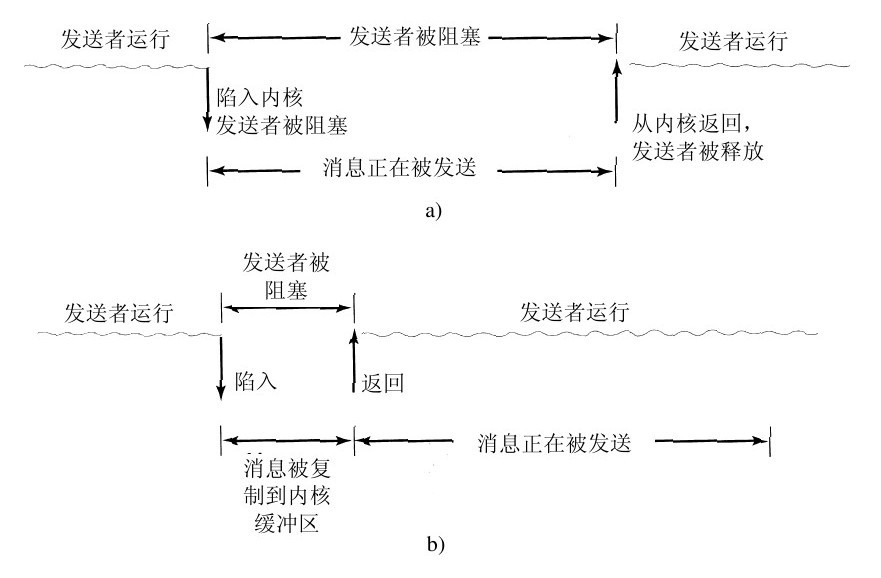 发送者运行
发送者被阻塞
发送者运行
陷入内核
发送者被阻塞
从内核返回，
发送者被释放
消息正在被发送
a)
发送者被
阻塞
发送者运行
发送者运行
陷入
返回
消息正在被发送
消息被复
制到内核
缓冲区
b)